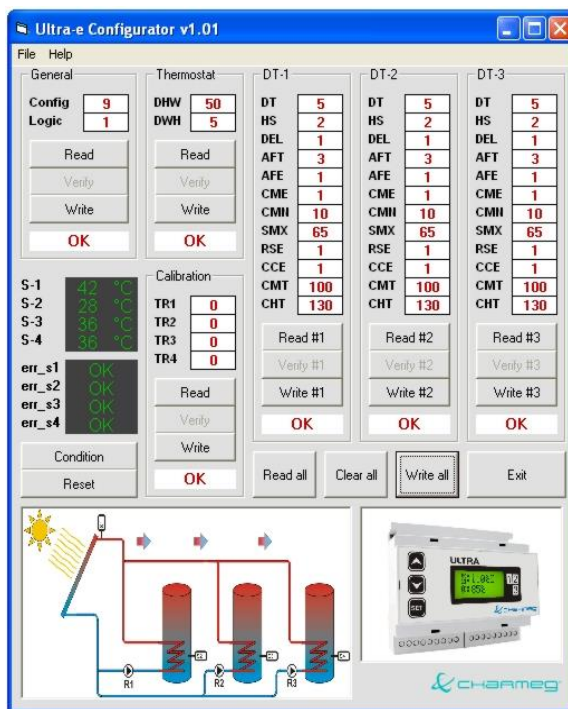 Ultra-e Configurator v1.01
File Help
General
Config 9
Logic 1
Read
Verify
Write
OK
Thermostat
DHW 50
DWH 5
Read
Verify
Write
OK
DT-1
DT 5
HS 2
DEL 1
AFT 3
AFE 1
CME 1
CMN 10
SMX 65
RSE 1
CCE 1
CMT 100
CHT 130
Read #1
Verify #1
Write #1
OK
DT-2
DT 5
HS 2
DEL 1
AFT 3
AFE 1
CME 1
CMN 10
SMX 65
RSE 1
CCE 1
CMT 100
CHT 130
Read #2
Verify #2
Write #2
OK
DT-3
DT 5
HS 2
DEL 1
AFT 3
AFE 1
CME 1
CMN 10
SMX 65
RSE 1
CCE 1
CMT 100
CHT 130
Read #3
Verify #3
Write #3
OK
S-1 42 °C
S-2 28 °C
S-3 36 °C
S-4 36 °C
err_s1 OK
err_s2 OK
err_s3 OK
err_s4 OK
Condition
Reset
Calibration
TR1 0
TR2 0
TR3 0
TR4 0
Read
Verify
Write
OK
Read all
Clear all
Write all
Exit
R1
R2
R3
ULTRA
SET
CHARMEG